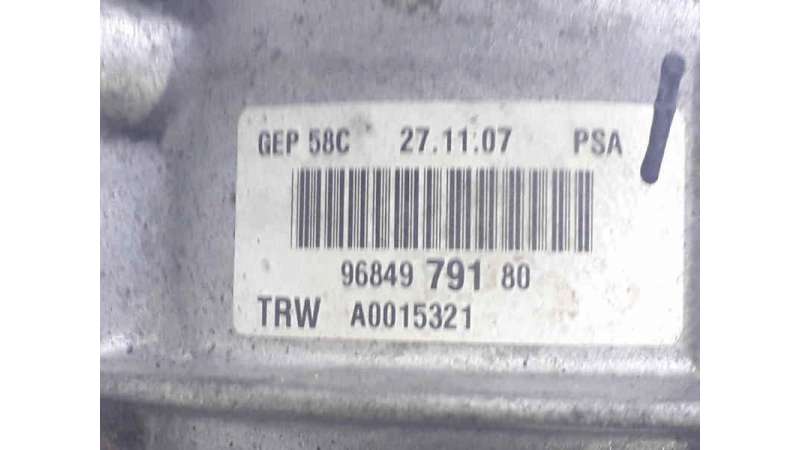 GEP 58C 27.11.07 PSA
96849 791 80
TRW A0015321